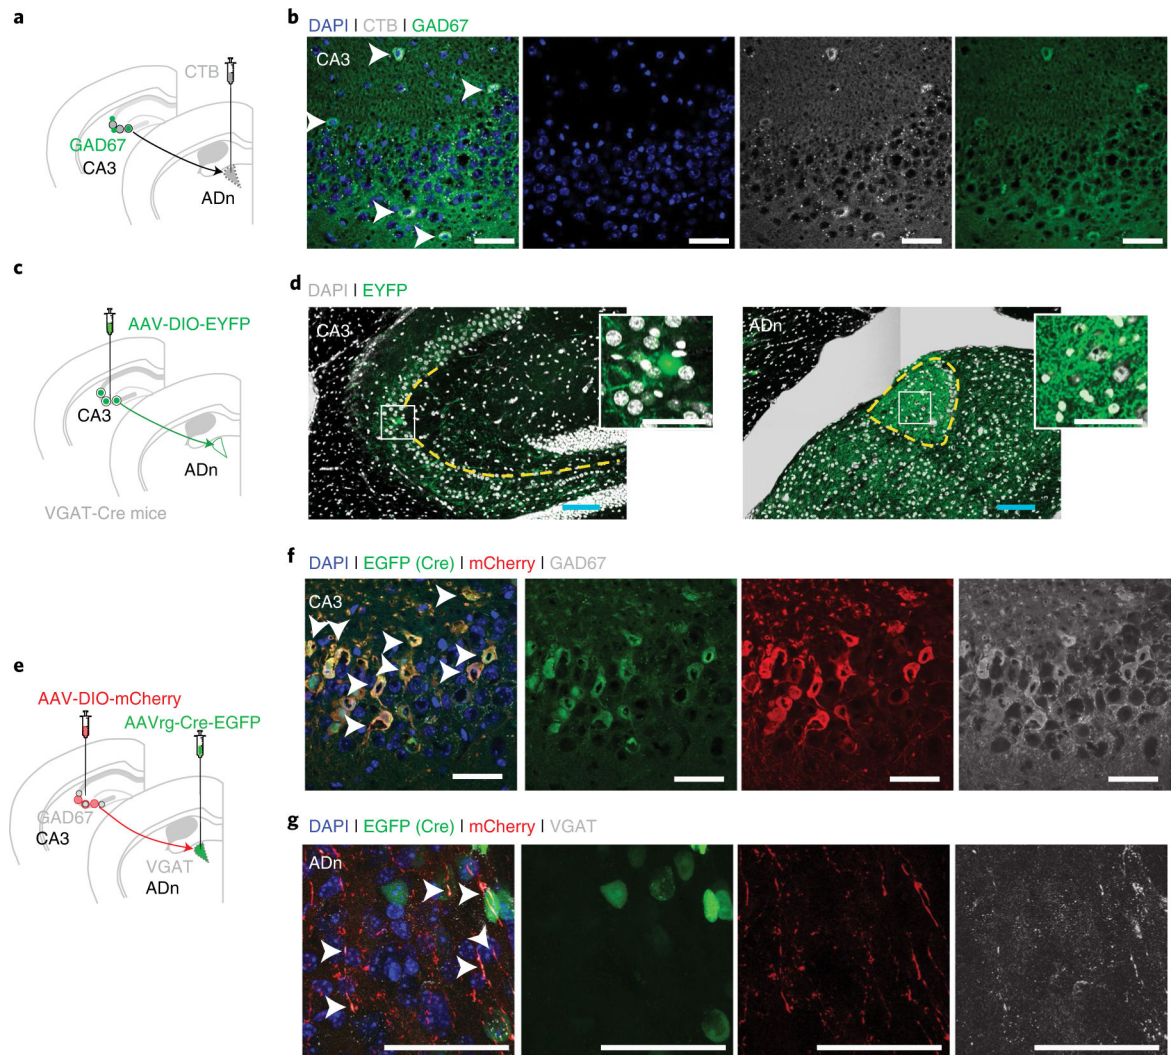 a
CTB
GAD67
CA3
ADn
b
DAPI | CTB | GAD67
CA3
c
AAV-DIO-EYFP
CA3
ADn
VGAT-Cre mice
d
DAPI | EYFP
CA3
ADn
e
AAV-DIO-mCherry
AAVrg-Cre-EGFP
GAD67
CA3
VGAT
ADn
f
DAPI | EGFP (Cre) | mCherry | GAD67
CA3
g
DAPI | EGFP (Cre) | mCherry | VGAT
ADn